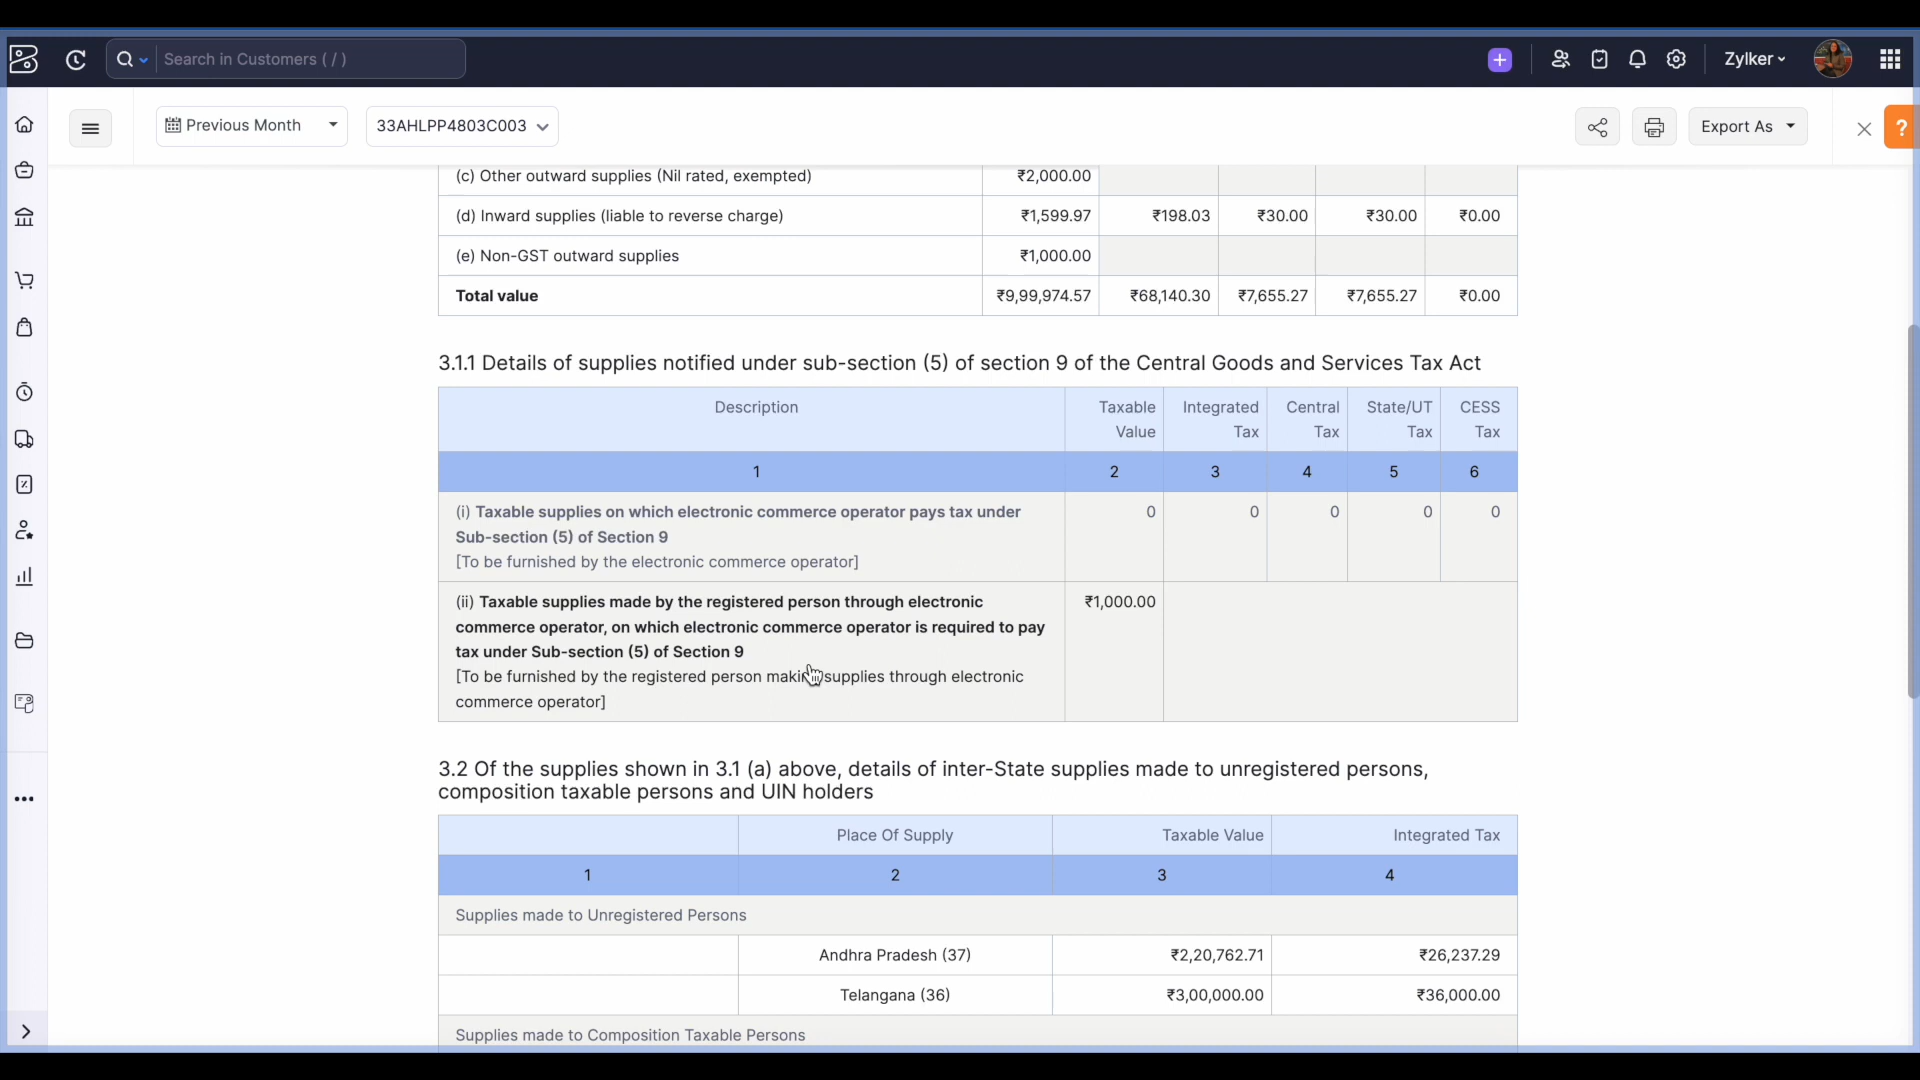 Search in Customers ( / )
Zylker
Previous Month
33AHLPP4803C003
Export As
?
(c) Other outward supplies (Nil rated, exempted) ₹2,000.00
(d) Inward supplies (liable to reverse charge) ₹1,599.97 ₹198.03 ₹30.00 ₹30.00 ₹0.00
(e) Non-GST outward supplies ₹1,000.00
Total value ₹9,99,974.57 ₹68,140.30 ₹7,655.27 ₹7,655.27 ₹0.00
3.1.1 Details of supplies notified under sub-section (5) of section 9 of the Central Goods and Services Tax Act
Description Taxable Integrated Central State/UT CESS
Value Tax Tax Tax Tax
1 2 3 4 5 6
(i) Taxable supplies on which electronic commerce operator pays tax under 0 0 0 0 0
Sub-section (5) of Section 9
[To be furnished by the electronic commerce operator]
(ii) Taxable supplies made by the registered person through electronic ₹1,000.00
commerce operator, on which electronic commerce operator is required to pay
tax under Sub-section (5) of Section 9
[To be furnished by the registered person making supplies through electronic
commerce operator]
3.2 Of the supplies shown in 3.1 (a) above, details of inter-State supplies made to unregistered persons,
composition taxable persons and UIN holders
Place Of Supply Taxable Value Integrated Tax
1 2 3 4
Supplies made to Unregistered Persons
Andhra Pradesh (37) ₹2,20,762.71 ₹26,237.29
Telangana (36) ₹3,00,000.00 ₹36,000.00
Supplies made to Composition Taxable Persons